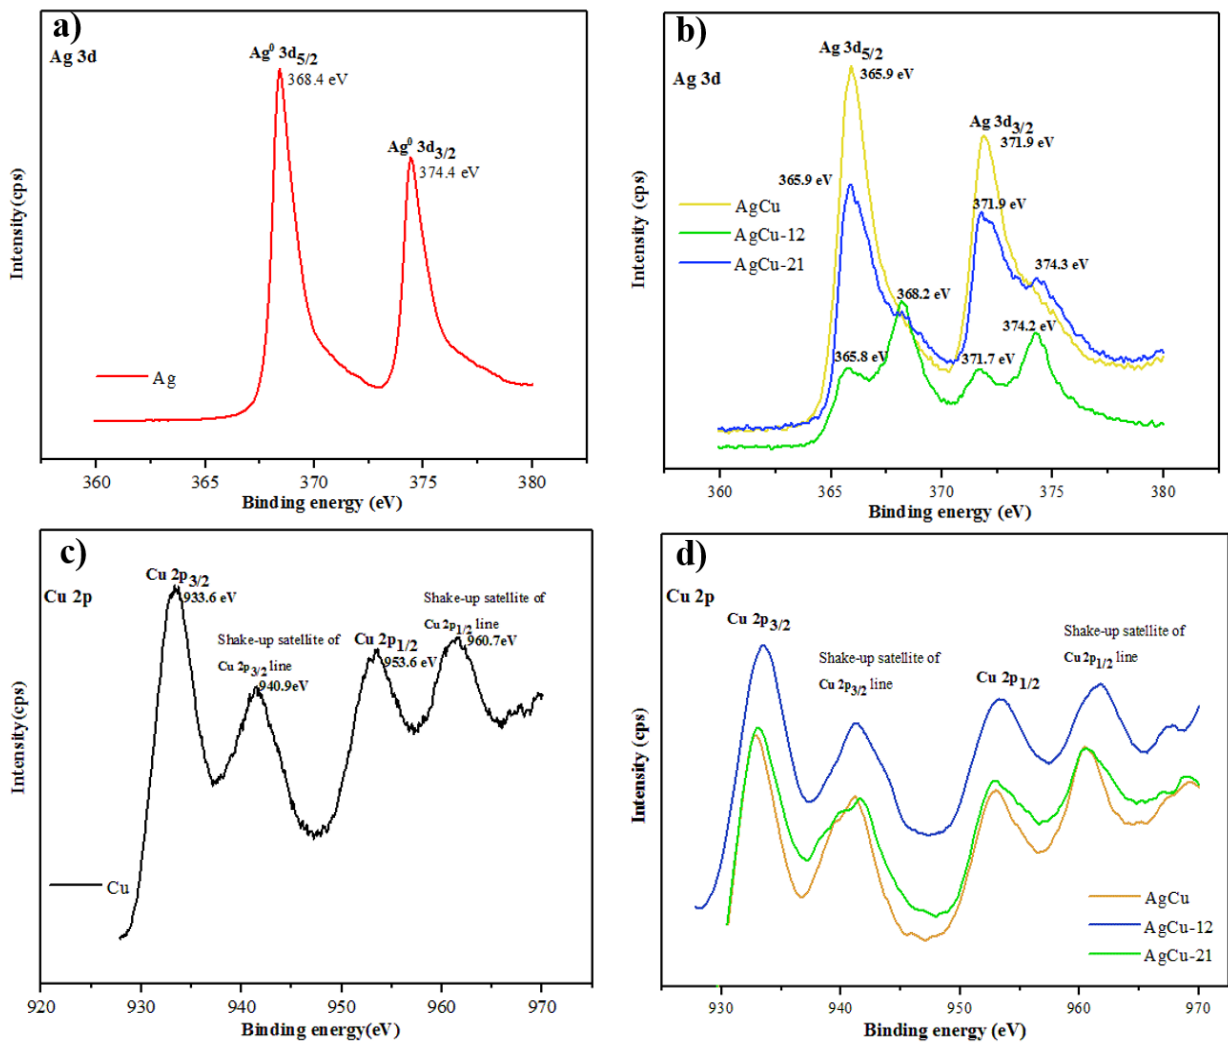 a)
Ag 3d
Ag⁰ 3d5/2
368.4 eV
Ag⁰ 3d3/2
374.4 eV
Intensity(cps)
Ag
360 365 370 375 380
Binding energy (eV)
b)
Ag 3d
Ag 3d5/2
365.9 eV
Ag 3d3/2
371.9 eV
365.9 eV
371.9 eV
374.3 eV
368.2 eV
374.2 eV
365.8 eV
371.7 eV
AgCu
AgCu-12
AgCu-21
Intensity (cps)
360 365 370 375 380
Binding energy (eV)
c)
Cu 2p
Cu 2p3/2
933.6 eV
Shake-up satellite of
Cu 2p3/2 line
940.9eV
Cu 2p1/2
953.6 eV
Shake-up satellite of
Cu 2p1/2 line
960.7eV
Intensity(cps)
Cu
920 930 940 950 960 970
Binding energy(eV)
d)
Cu 2p
Cu 2p3/2
Shake-up satellite of
Cu 2p3/2 line
Cu 2p1/2
Shake-up satellite of
Cu 2p1/2 line
Intensity (cps)
AgCu
AgCu-12
AgCu-21
930 940 950 960 970
Binding energy (eV)